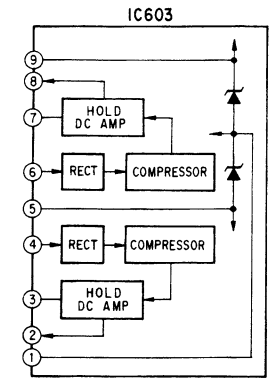 IC603
9
8
7
HOLD
DC AMP
6
RECT
COMPRESSOR
5
4
RECT
COMPRESSOR
3
HOLD
DC AMP
2
1